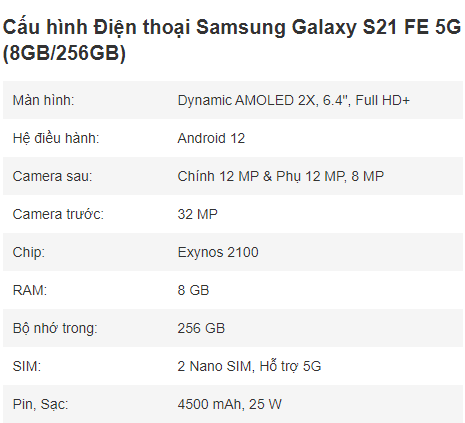 Cấu hình Điện thoại Samsung Galaxy S21 FE 5G
(8GB/256GB)
Màn hình: Dynamic AMOLED 2X, 6.4", Full HD+
Hệ điều hành: Android 12
Camera sau: Chính 12 MP & Phụ 12 MP, 8 MP
Camera trước: 32 MP
Chip: Exynos 2100
RAM: 8 GB
Bộ nhớ trong: 256 GB
SIM: 2 Nano SIM, Hỗ trợ 5G
Pin, Sạc: 4500 mAh, 25 W